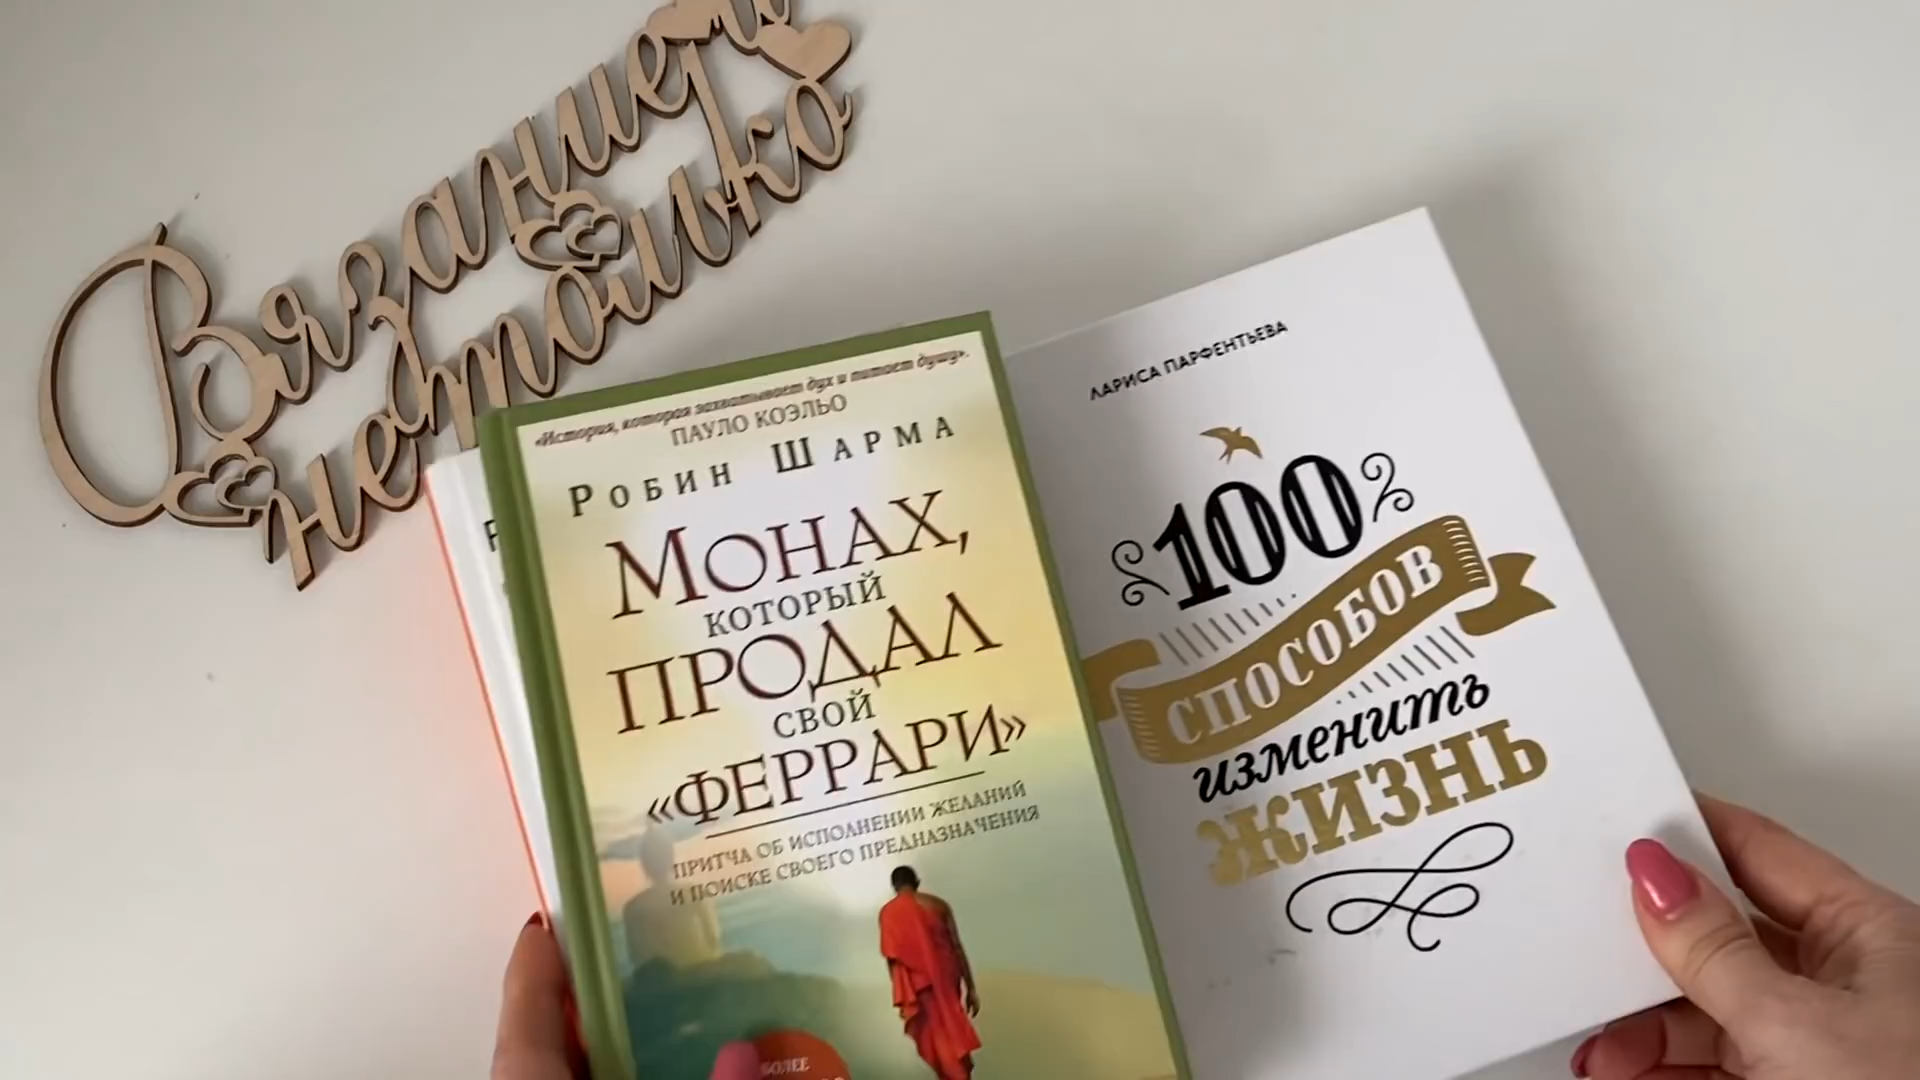 Вязание и
не только
«История, которая захватывает дух и питает душу».
ПАУЛО КОЭЛЬО
РОБИН ШАРМА
МОНАХ,
КОТОРЫЙ
ПРОДАЛ
СВОЙ
«ФЕРРАРИ»
ПРИТЧА ОБ ИСПОЛНЕНИИ ЖЕЛАНИЙ
И ПОИСКЕ СВОЕГО ПРЕДНАЗНАЧЕНИЯ
БОЛЕЕ
ЛАРИСА ПАРФЕНТЬЕВА
100
СПОСОБОВ
изменить
ЖИЗНЬ